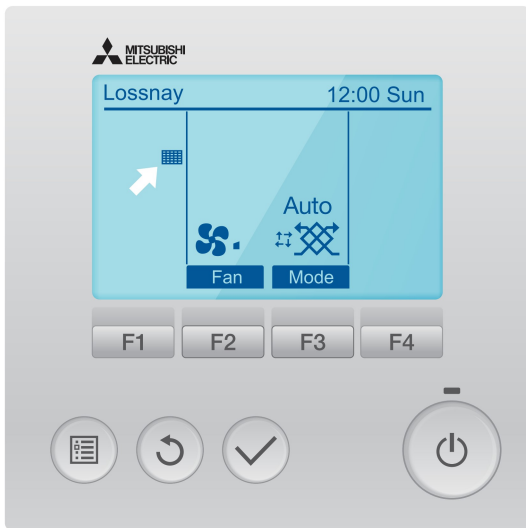 MITSUBISHI
ELECTRIC
Lossnay 12:00 Sun
Auto
Fan Mode
F1 F2 F3 F4